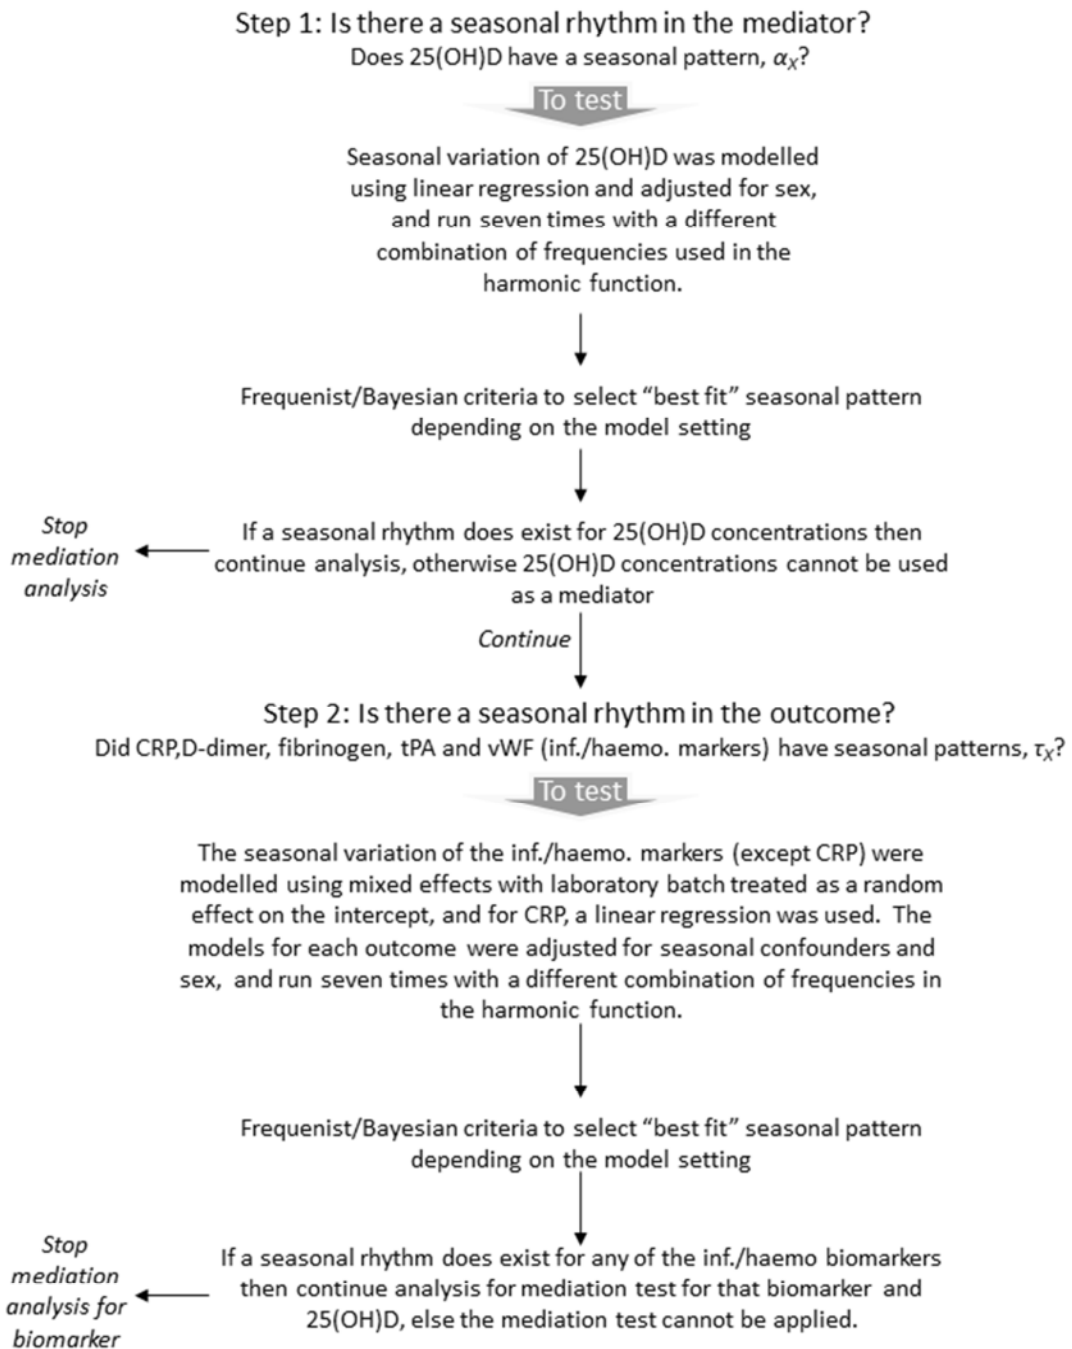 Step 1: Is there a seasonal rhythm in the mediator?
Does 25(OH)D have a seasonal pattern, αX?
To test
Seasonal variation of 25(OH)D was modelled
using linear regression and adjusted for sex,
and run seven times with a different
combination of frequencies used in the
harmonic function.
Frequenist/Bayesian criteria to select “best fit” seasonal pattern
depending on the model setting
Stop
mediation
analysis
If a seasonal rhythm does exist for 25(OH)D concentrations then
continue analysis, otherwise 25(OH)D concentrations cannot be used
as a mediator
Continue
Step 2: Is there a seasonal rhythm in the outcome?
Did CRP,D-dimer, fibrinogen, tPA and vWF (inf./haemo. markers) have seasonal patterns, τX?
To test
The seasonal variation of the inf./haemo. markers (except CRP) were
modelled using mixed effects with laboratory batch treated as a random
effect on the intercept, and for CRP, a linear regression was used. The
models for each outcome were adjusted for seasonal confounders and
sex, and run seven times with a different combination of frequencies in
the harmonic function.
Frequenist/Bayesian criteria to select “best fit” seasonal pattern
depending on the model setting
Stop
mediation
analysis for
biomarker
If a seasonal rhythm does exist for any of the inf./haemo biomarkers
then continue analysis for mediation test for that biomarker and
25(OH)D, else the mediation test cannot be applied.